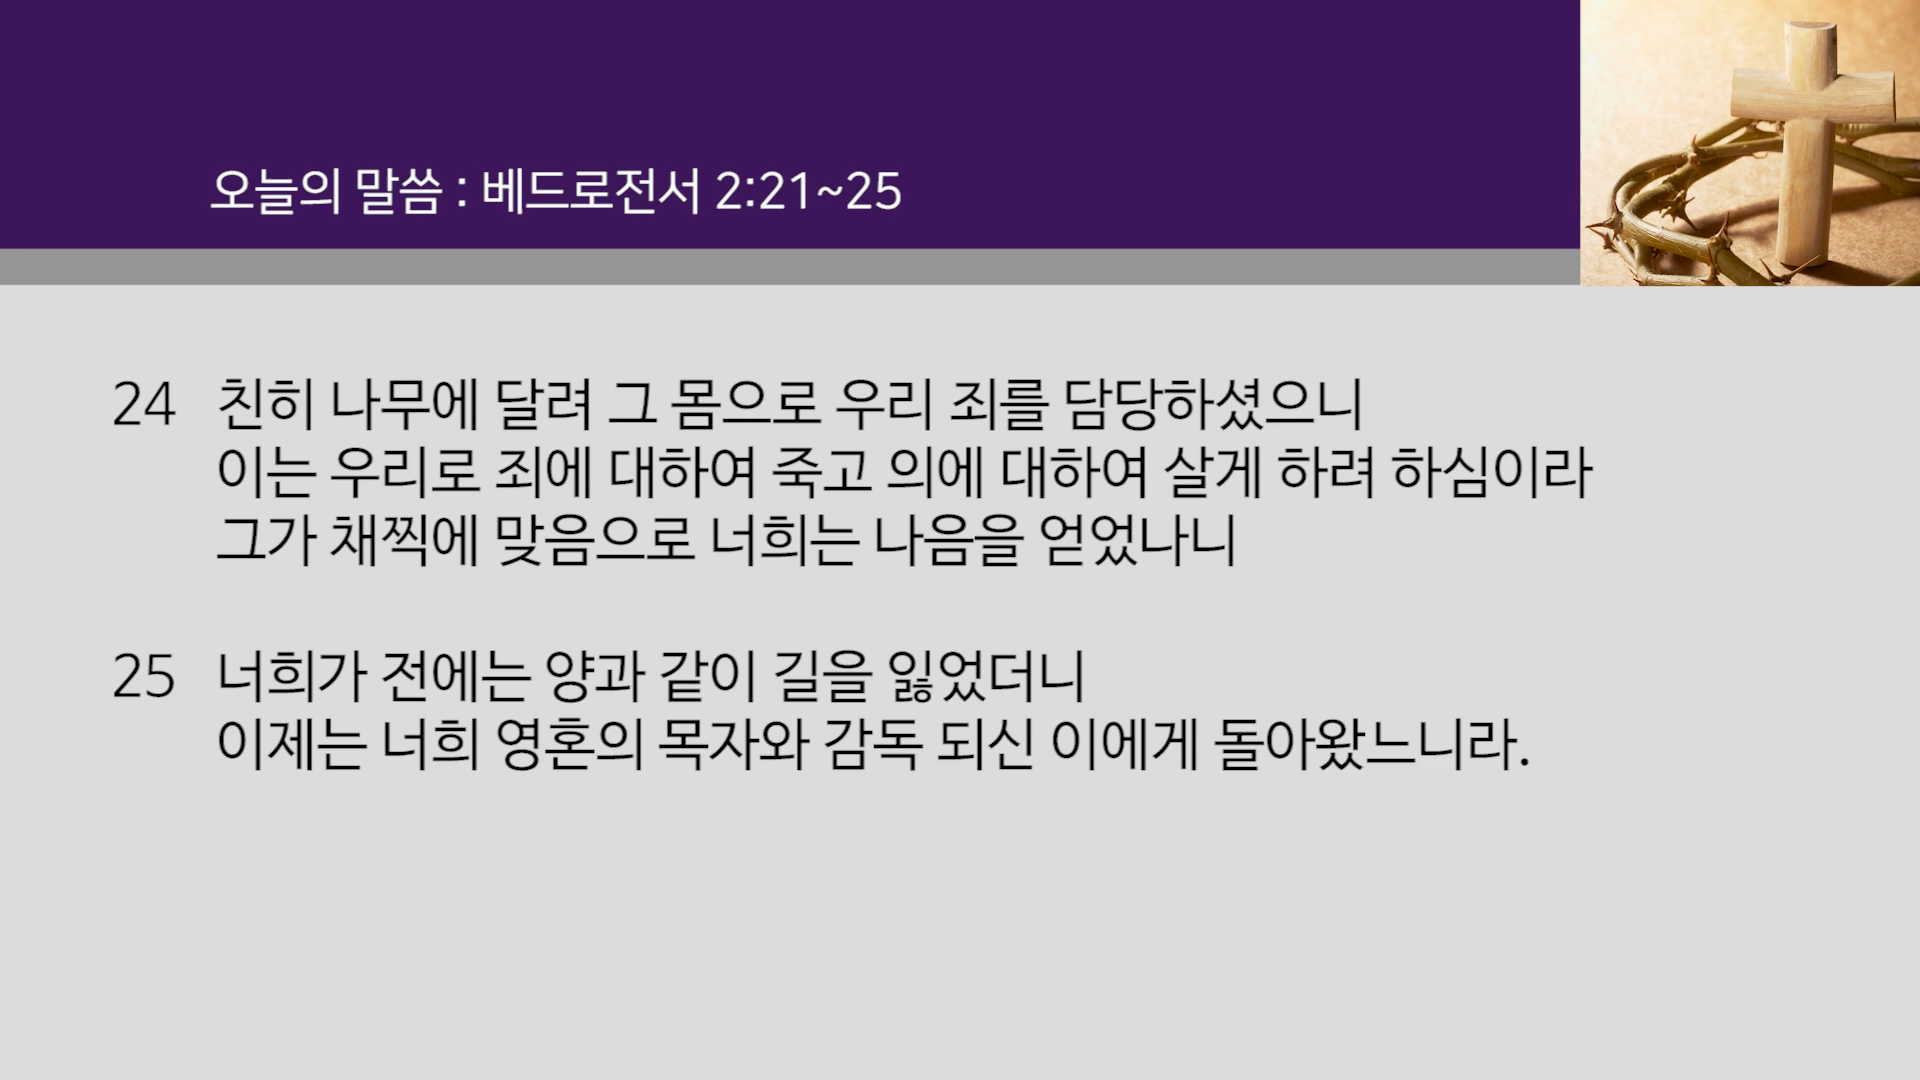 오늘의 말씀 : 베드로전서 2:21~25
24 친히 나무에 달려 그 몸으로 우리 죄를 담당하셨으니
이는 우리로 죄에 대하여 죽고 의에 대하여 살게 하려 하심이라
그가 채찍에 맞음으로 너희는 나음을 얻었나니
25 너희가 전에는 양과 같이 길을 잃었더니
이제는 너희 영혼의 목자와 감독 되신 이에게 돌아왔느니라.